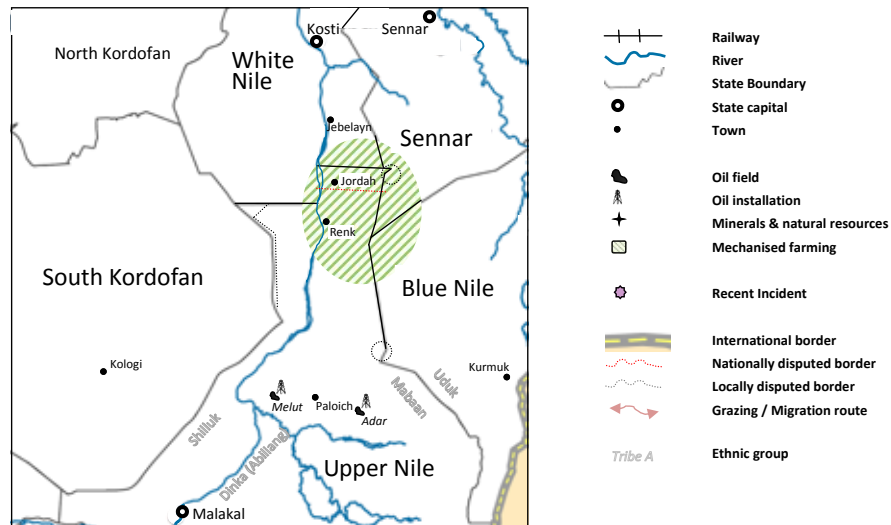 Kosti
Sennar
North Kordofan
White
Nile
Jebelayn
Sennar
Jordah
Renk
South Kordofan
Blue Nile
Kologi
Kurmuk
Uduk
Mabaan
Melut
Paloich
Adar
Shilluk
Dinka (Abiliang)
Upper Nile
Malakal
Railway
River
State Boundary
State capital
Town
Oil field
Oil installation
Minerals & natural resources
Mechanised farming
Recent Incident
International border
Nationally disputed border
Locally disputed border
Grazing / Migration route
Tribe A
Ethnic group